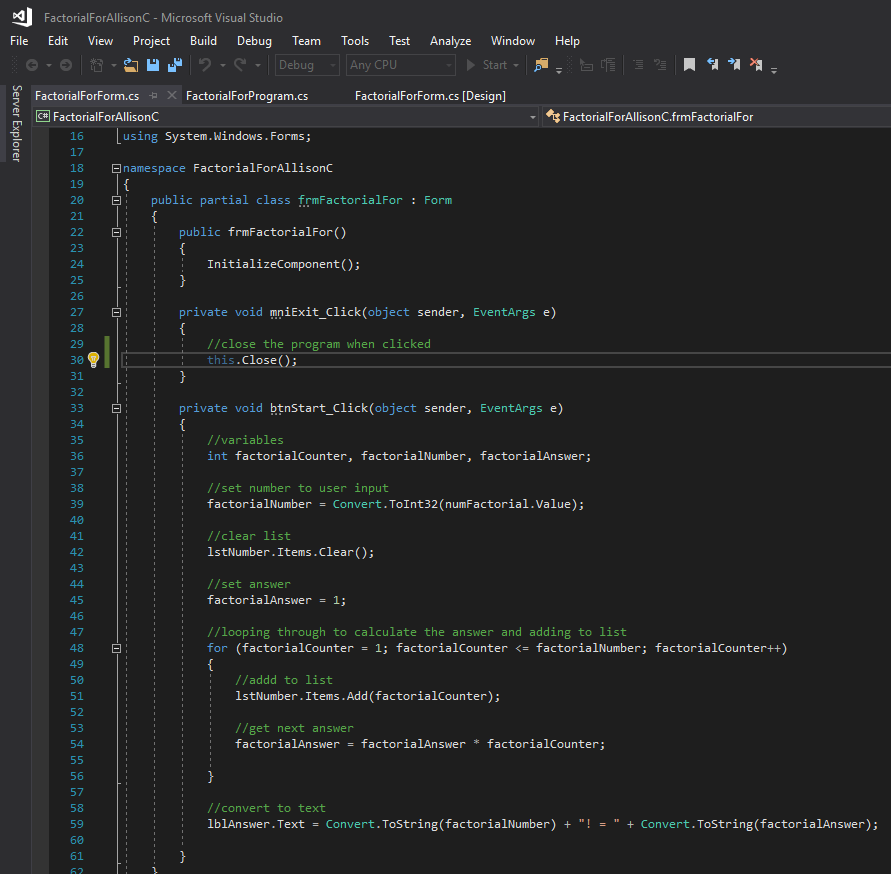 FactorialForAllisonC - Microsoft Visual Studio
File Edit View Project Build Debug Team Tools Test Analyze Window Help
Debug Any CPU Start
Server Explorer
FactorialForForm.cs FactorialForProgram.cs FactorialForForm.cs [Design]
C# FactorialForAllisonC FactorialForAllisonC.frmFactorialFor
16 using System.Windows.Forms;
17
18 namespace FactorialForAllisonC
19 {
20 public partial class frmFactorialFor : Form
21 {
22 public frmFactorialFor()
23 {
24 InitializeComponent();
25 }
26
27 private void mniExit_Click(object sender, EventArgs e)
28 {
29 //close the program when clicked
30 this.Close();
31 }
32
33 private void btnStart_Click(object sender, EventArgs e)
34 {
35 //variables
36 int factorialCounter, factorialNumber, factorialAnswer;
37
38 //set number to user input
39 factorialNumber = Convert.ToInt32(numFactorial.Value);
40
41 //clear list
42 lstNumber.Items.Clear();
43
44 //set answer
45 factorialAnswer = 1;
46
47 //looping through to calculate the answer and adding to list
48 for (factorialCounter = 1; factorialCounter <= factorialNumber; factorialCounter++)
49 {
50 //addd to list
51 lstNumber.Items.Add(factorialCounter);
52
53 //get next answer
54 factorialAnswer = factorialAnswer * factorialCounter;
55
56 }
57
58 //convert to text
59 lblAnswer.Text = Convert.ToString(factorialNumber) + "! = " + Convert.ToString(factorialAnswer);
60
61 }
62 }